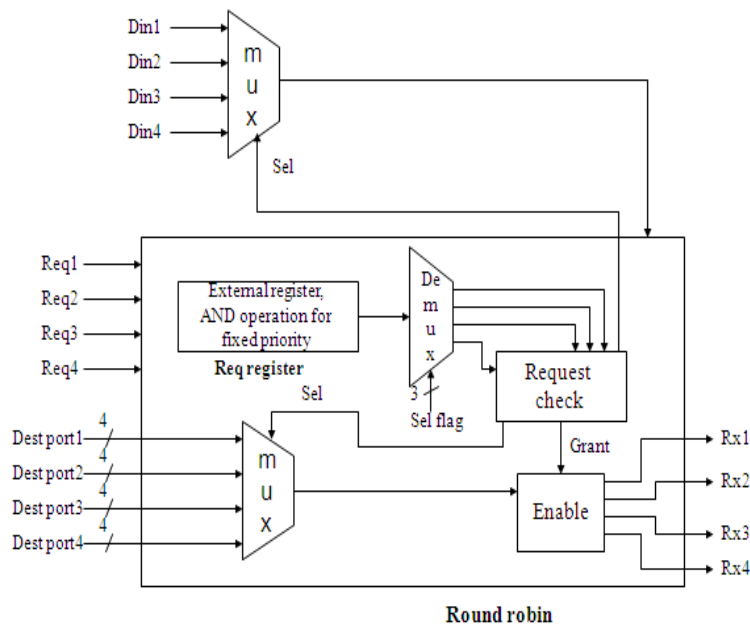 Din1
Din2
Din3
Din4
m
u
x
Sel
Req1
Req2
Req3
Req4
External register,
AND operation for
fixed priority
Req register
De
m
u
x
3
Sel flag
Request
check
Sel
Grant
4
Dest port1
4
Dest port2
4
Dest port3
4
Dest port4
m
u
x
Enable
Rx1
Rx2
Rx3
Rx4
Round robin